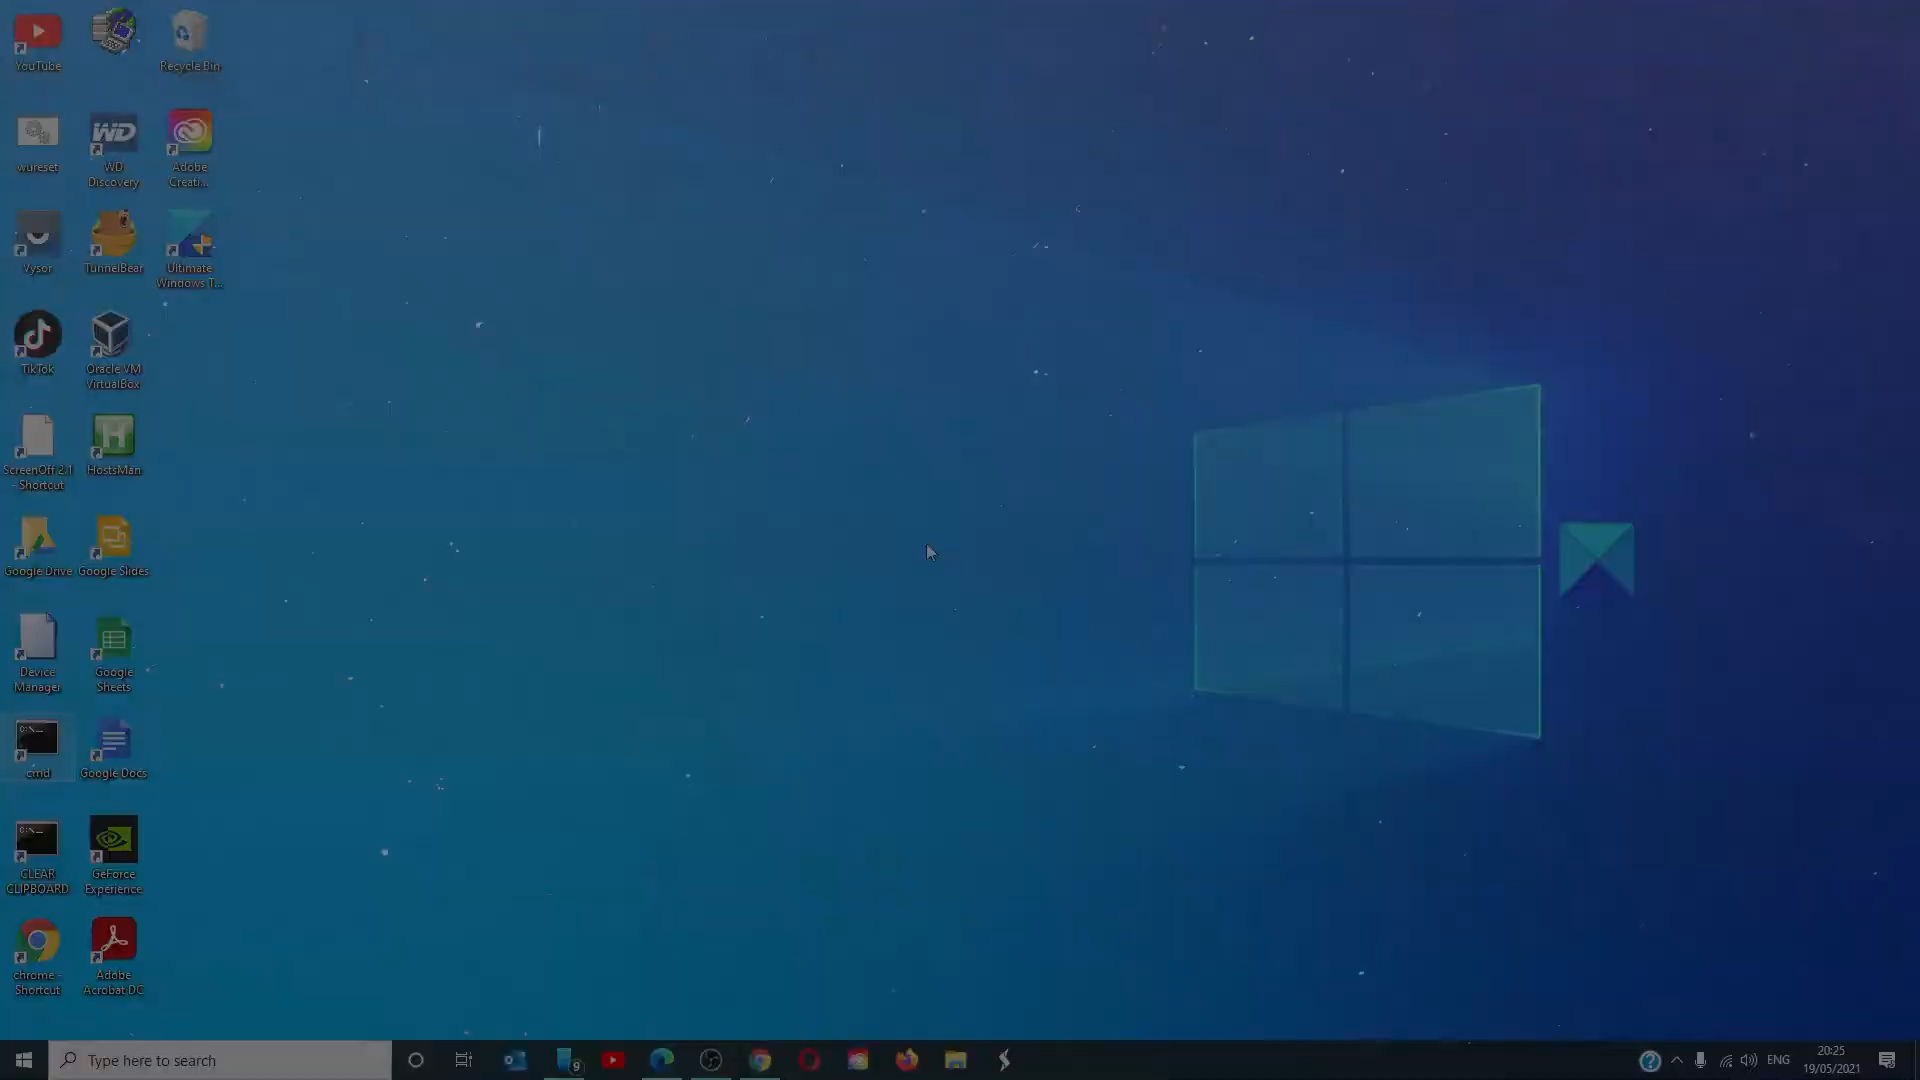 YouTube
Recycle Bin
wureset
WD
Discovery
Adobe
Creati...
Vysor
TunnelBear
Ultimate
Windows T...
TikTok
Oracle VM
VirtualBox
ScreenOff 2.1
- Shortcut
HostsMan
Google Drive
Google Slides
Device
Manager
Google
Sheets
cmd
Google Docs
CLEAR
CLIPBOARD
GeForce
Experience
chrome -
Shortcut
Adobe
Acrobat DC
Type here to search
9
ENG
20:25
19/05/2021